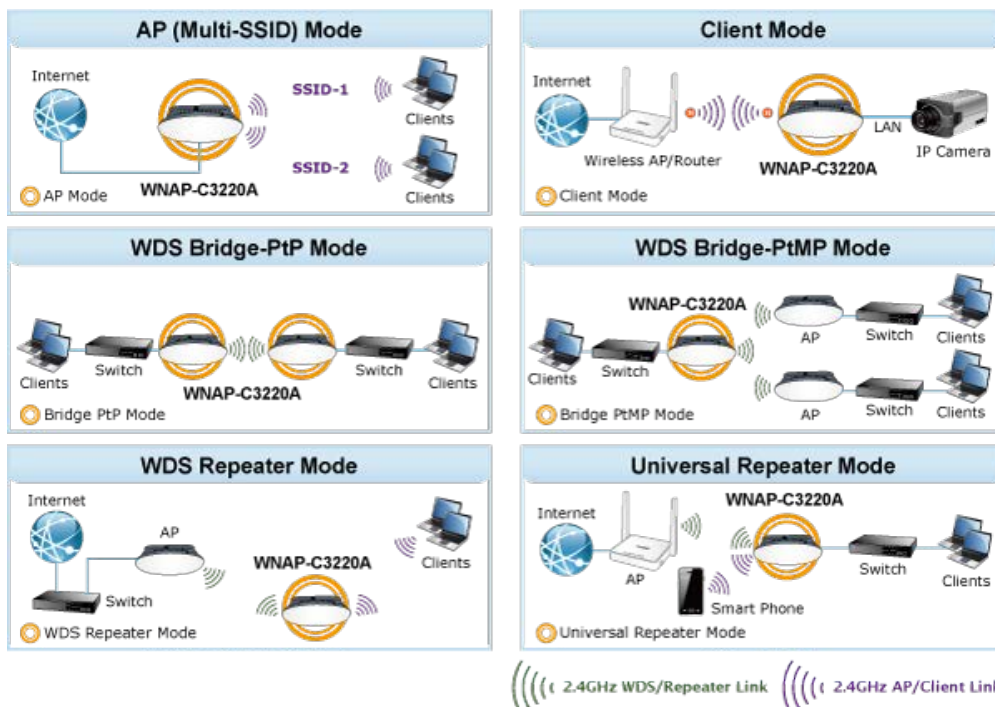 AP (Multi-SSID) Mode
Internet
SSID-1
Clients
SSID-2
Clients
WNAP-C3220A
AP Mode
Client Mode
Internet
Wireless AP/Router
LAN
IP Camera
WNAP-C3220A
Client Mode
WDS Bridge-PtP Mode
Clients
Switch
WNAP-C3220A
Switch
Clients
Bridge PtP Mode
WDS Bridge-PtMP Mode
WNAP-C3220A
Clients
Switch
AP
Switch
Clients
AP
Switch
Clients
Bridge PtMP Mode
WDS Repeater Mode
Internet
AP
Switch
WNAP-C3220A
Clients
WDS Repeater Mode
Universal Repeater Mode
WNAP-C3220A
Internet
AP
Smart Phone
Switch
Clients
Universal Repeater Mode
2.4GHz WDS/Repeater Link
2.4GHz AP/Client Link